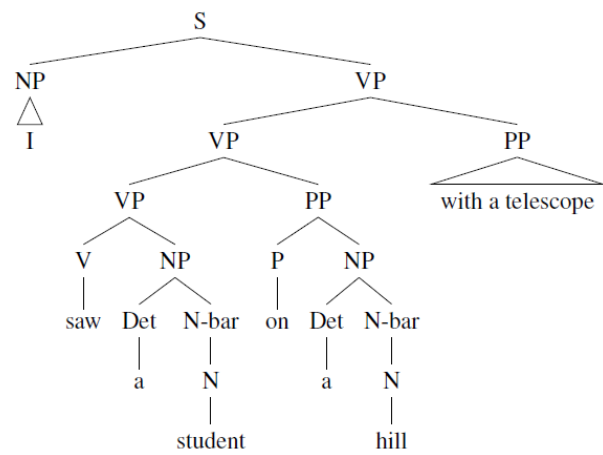 S
NP VP
I VP PP
VP PP with a telescope
V NP P NP
saw Det N-bar on Det N-bar
a N a N
student hill